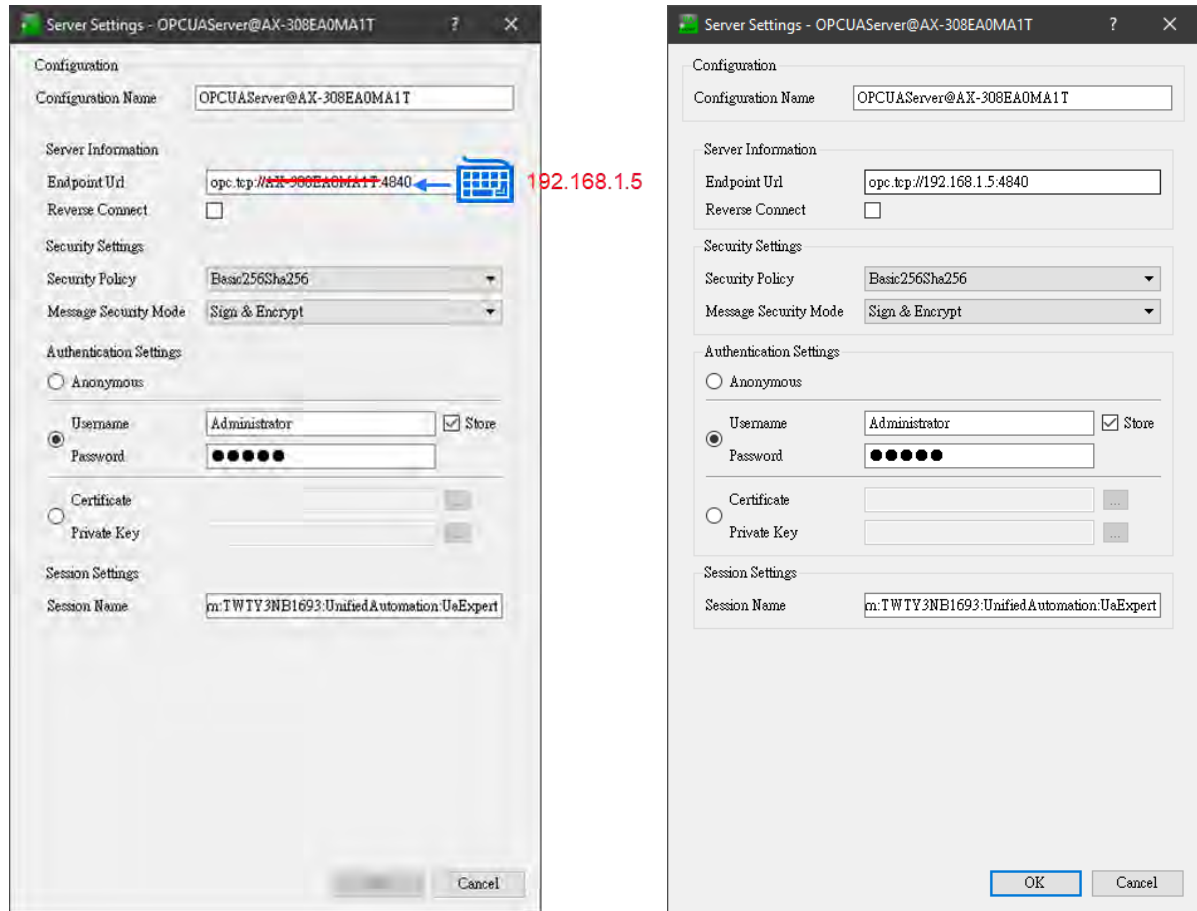 Server Settings - OPCUAServer@AX-308EA0MA1T ? ×
Configuration
Configuration Name OPCUAServer@AX-308EA0MA1T
Server Information
Endpoint Url opc.tcp://AX-308EA0MA1T:4840 192.168.1.5
Reverse Connect
Security Settings
Security Policy Basic256Sha256
Message Security Mode Sign & Encrypt
Authentication Settings
Anonymous
Username Administrator Store
Password ●●●●●
Certificate ...
Private Key ...
Session Settings
Session Name m:TWTY3NB1693:UnifiedAutomation:UaExpert
Cancel
Server Settings - OPCUAServer@AX-308EA0MA1T ? ×
Configuration
Configuration Name OPCUAServer@AX-308EA0MA1T
Server Information
Endpoint Url opc.tcp://192.168.1.5:4840
Reverse Connect
Security Settings
Security Policy Basic256Sha256
Message Security Mode Sign & Encrypt
Authentication Settings
Anonymous
Username Administrator Store
Password ●●●●●
Certificate ...
Private Key ...
Session Settings
Session Name m:TWTY3NB1693:UnifiedAutomation:UaExpert
OK Cancel